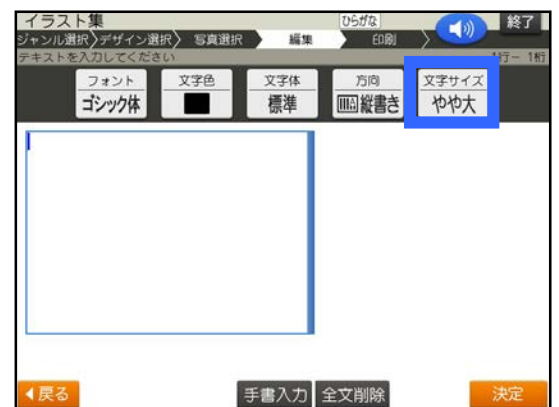 イラスト集 ひらがな 終了
ジャンル選択〉デザイン選択〉 写真選択 編集 印刷
テキストを入力してください 1行− 1桁
フォント 文字色 文字体 方向 文字サイズ
ゴシック体 標準 縦書き やや大
◀戻る 手書入力 全文削除 決定